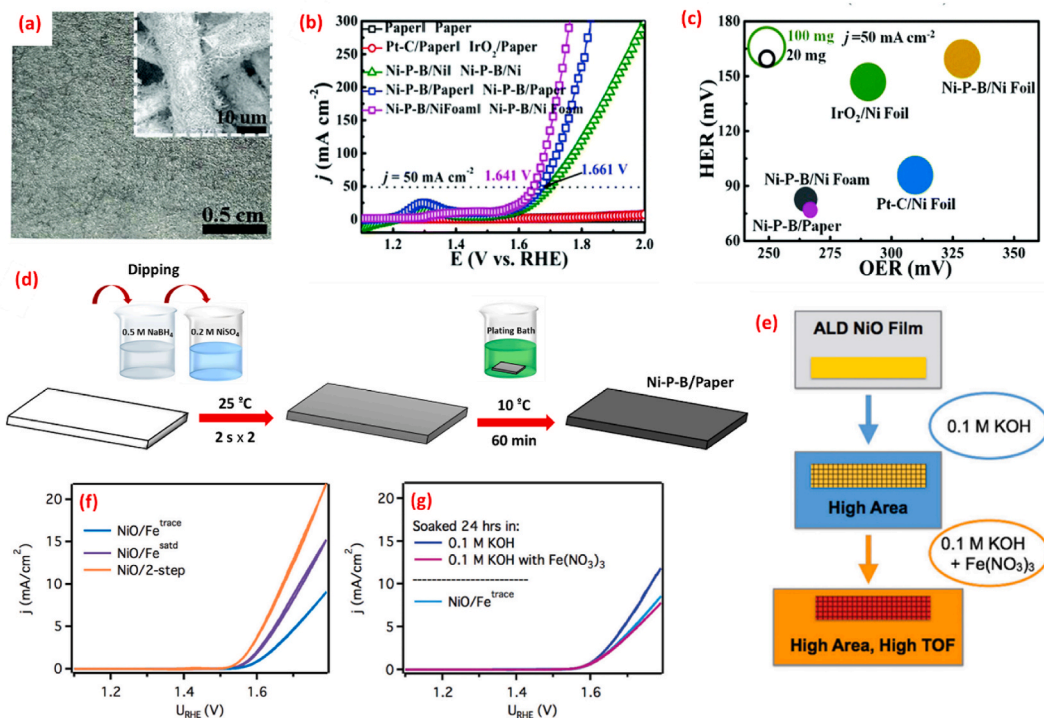 (a)
10 um
0.5 cm
(b)
300
250
200
150
100
50
0
j (mA cm⁻²)
Paper‖ Paper
Pt-C/Paper‖ IrO₂/Paper
Ni-P-B/Ni‖ Ni-P-B/Ni
Ni-P-B/Paper‖ Ni-P-B/Paper
Ni-P-B/NiFoam‖ Ni-P-B/Ni Foam
j = 50 mA cm⁻² 1.641 V
1.661 V
1.2 1.4 1.6 1.8 2.0
E (V vs. RHE)
(c)
180
150
120
90
60
HER (mV)
100 mg
20 mg
j=50 mA cm⁻²
Ni-P-B/Ni Foil
IrO₂/Ni Foil
Ni-P-B/Ni Foam
Pt-C/Ni Foil
Ni-P-B/Paper
250 275 300 325 350
OER (mV)
(d)
Dipping
0.5 M NaBH₄
0.2 M NiSO₄
25 ºC
2 s x 2
Plating Bath
10 ºC
60 min
Ni-P-B/Paper
(e)
ALD NiO Film
0.1 M KOH
High Area
0.1 M KOH
+ Fe(NO₃)₃
High Area, High TOF
(f)
20
15
10
5
0
j (mA/cm²)
NiO/Fe^trace
NiO/Fe^satd
NiO/2-step
1.2 1.4 1.6
U_RHE (V)
(g)
20
15
10
5
0
j (mA/cm²)
Soaked 24 hrs in:
0.1 M KOH
0.1 M KOH with Fe(NO₃)₃
------------------------
NiO/Fe^trace
1.2 1.4 1.6
U_RHE (V)